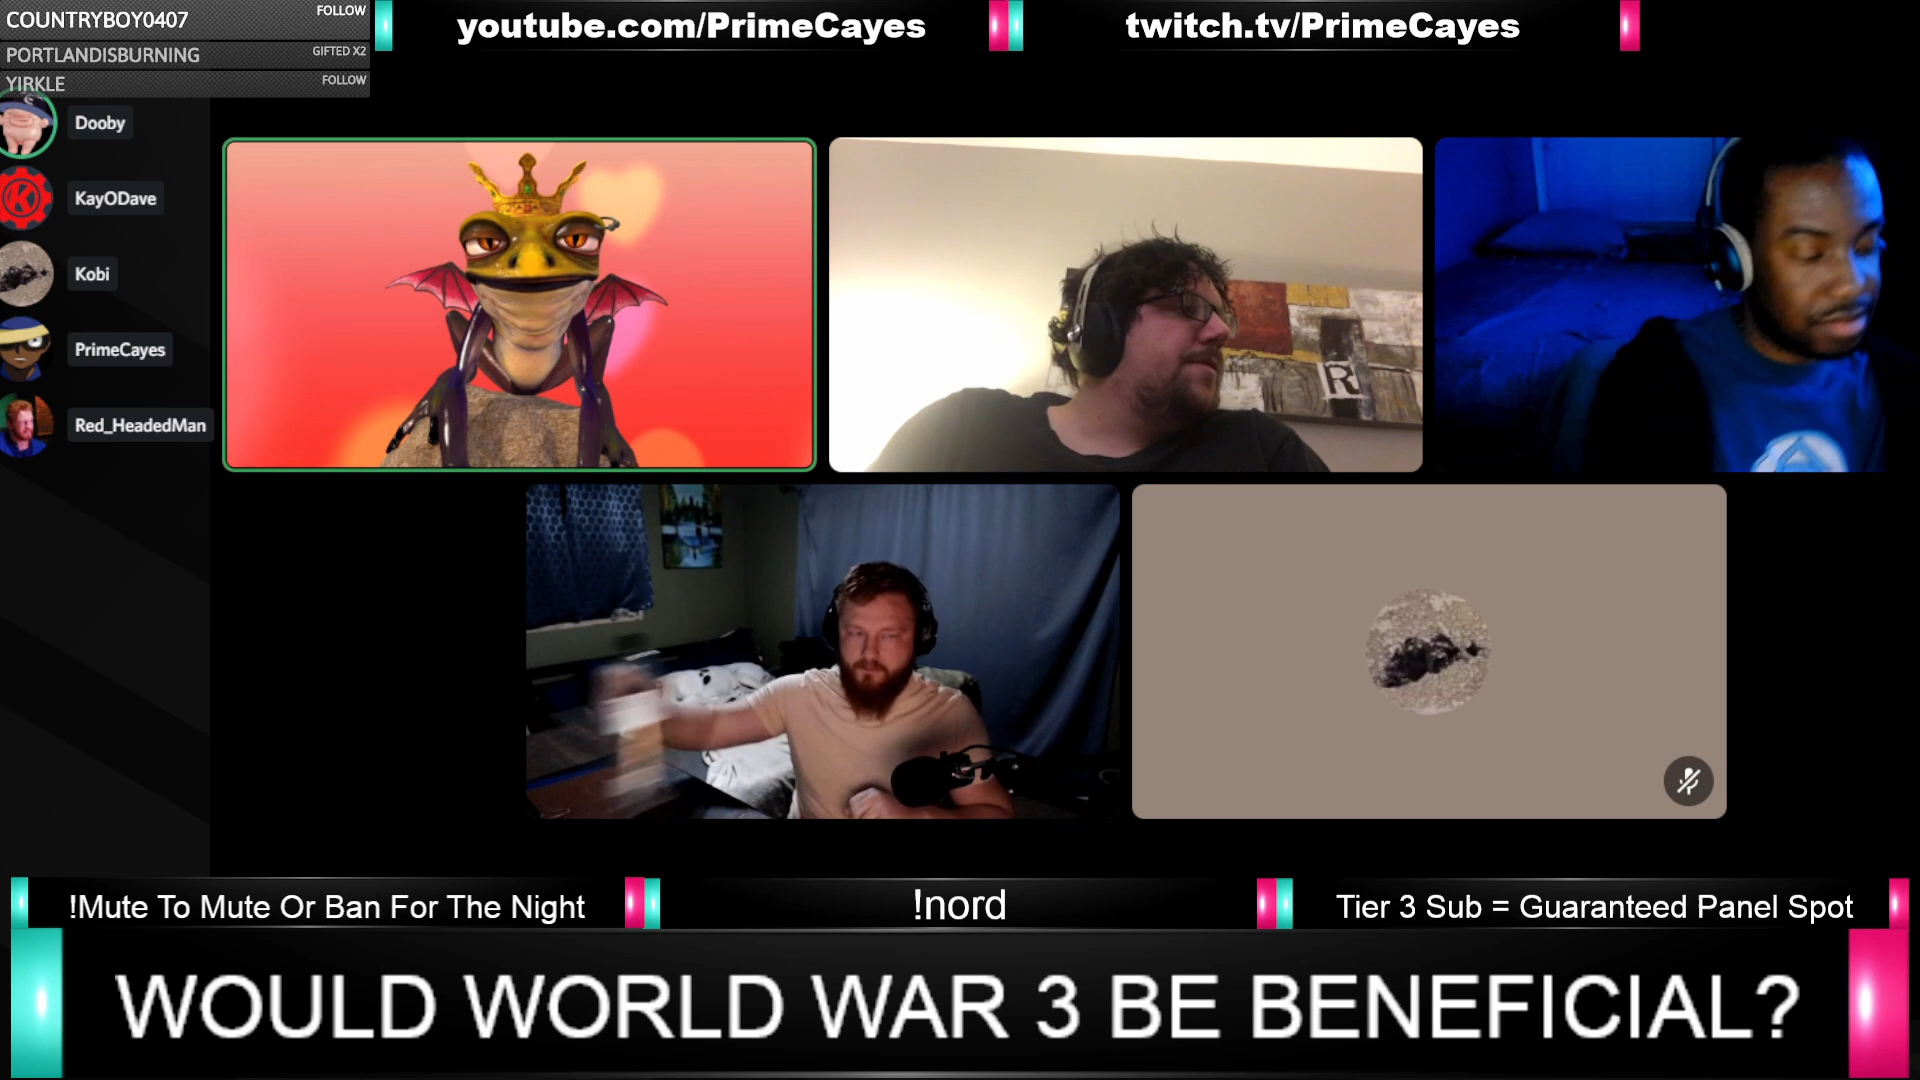 COUNTRYBOY0407 FOLLOW
PORTLANDISBURNING GIFTED X2
YIRKLE FOLLOW
youtube.com/PrimeCayes
twitch.tv/PrimeCayes
Dooby
KayODave
Kobi
PrimeCayes
Red_HeadedMan
R
!Mute To Mute Or Ban For The Night
!nord
Tier 3 Sub = Guaranteed Panel Spot
WOULD WORLD WAR 3 BE BENEFICIAL?